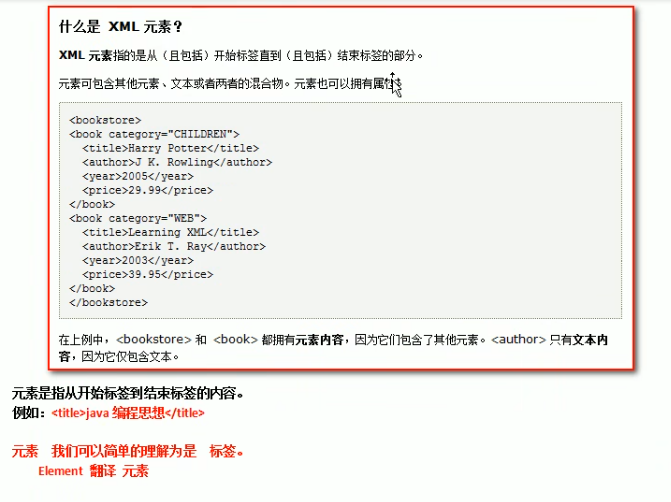 什么是 XML 元素？
XML 元素指的是从（且包括）开始标签直到（且包括）结束标签的部分。
元素可包含其他元素、文本或者两者的混合物。元素也可以拥有属
<bookstore>
<book category="CHILDREN">
  <title>Harry Potter</title>
  <author>J K. Rowling</author>
  <year>2005</year>
  <price>29.99</price>
</book>
<book category="WEB">
  <title>Learning XML</title>
  <author>Erik T. Ray</author>
  <year>2003</year>
  <price>39.95</price>
</book>
</bookstore>
在上例中，<bookstore> 和 <book> 都拥有元素内容，因为它们包含了其他元素。<author> 只有文本内
容，因为它仅包含文本。
元素是指从开始标签到结束标签的内容。
例如：<title>java 编程思想</title>
元素 我们可以简单的理解为是 标签。
Element 翻译 元素